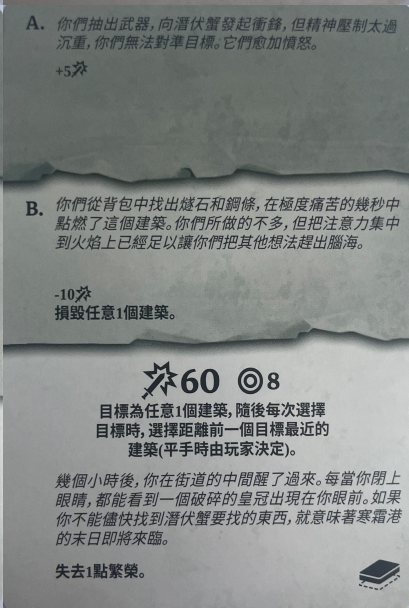 A. 你們抽出武器，向潛伏蟹發起衝鋒，但精神壓制太過
沉重，你們無法對準目標。它們愈加憤怒。
+5
B. 你們從背包中找出燧石和鋼條，在極度痛苦的幾秒中
點燃了這個建築。你們所做的不多，但把注意力集中
到火焰上已經足以讓你們把其他想法趕出腦海。
-10
損毀任意1個建築。
60 8
目標為任意1個建築，隨後每次選擇
目標時，選擇距離前一個目標最近的
建築(平手時由玩家決定)。
幾個小時後，你在街道的中間醒了過來。每當你閉上
眼睛，都能看到一個破碎的皇冠出現在你眼前。如果
你不能儘快找到潛伏蟹要找的東西，就意味著寒霜港
的末日即將來臨。
失去1點繁榮。